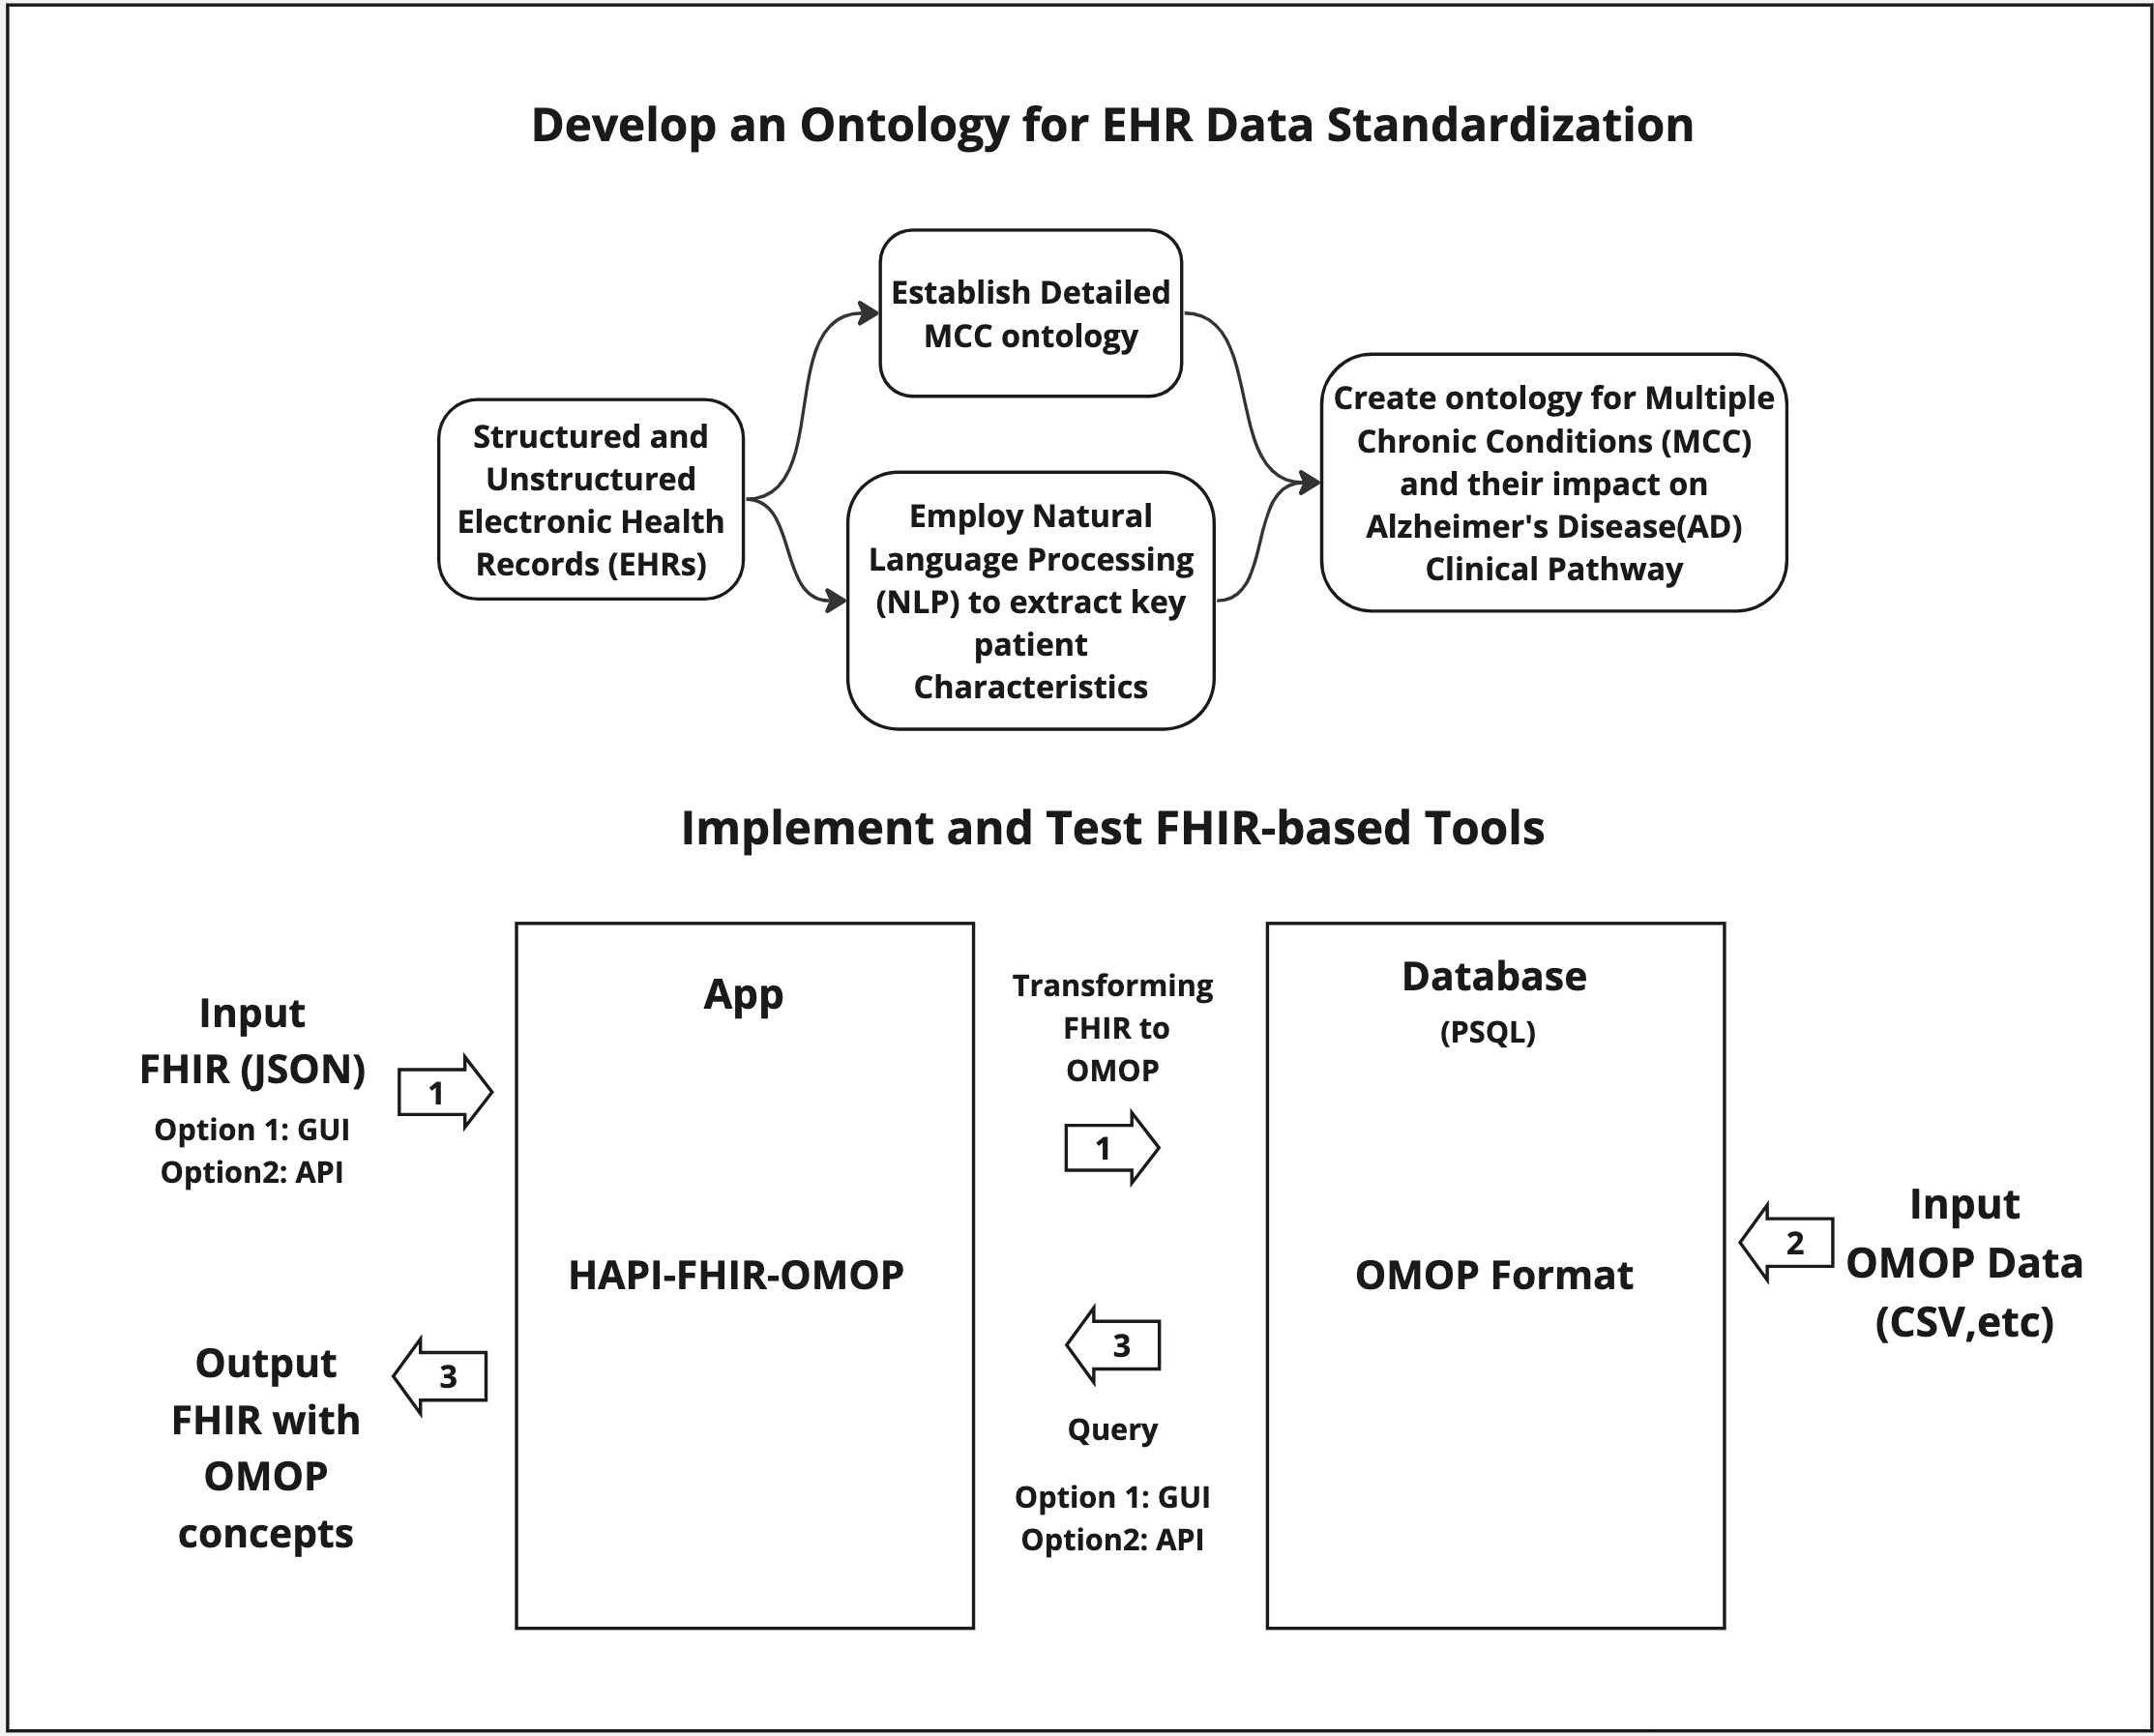 Develop an Ontology for EHR Data Standardization
Structured and
Unstructured
Electronic Health
Records (EHRs)
Establish Detailed
MCC ontology
Employ Natural
Language Processing
(NLP) to extract key
patient
Characteristics
Create ontology for Multiple
Chronic Conditions (MCC)
and their impact on
Alzheimer's Disease(AD)
Clinical Pathway
Implement and Test FHIR-based Tools
Input
FHIR (JSON)
Option 1: GUI
Option2: API
1
Output
FHIR with
OMOP
concepts
3
App
HAPI-FHIR-OMOP
Transforming
FHIR to
OMOP
1
3
Query
Option 1: GUI
Option2: API
Database
(PSQL)
OMOP Format
2
Input
OMOP Data
(CSV,etc)